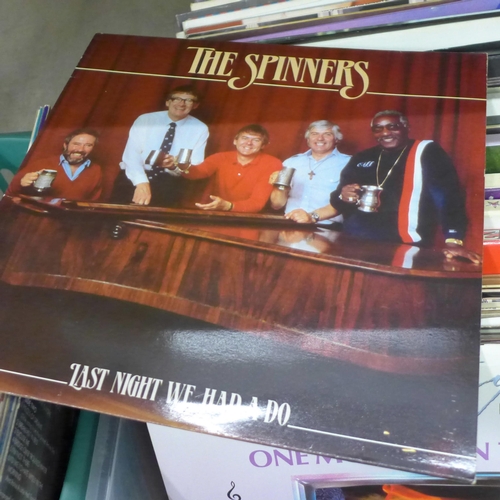 THE SPINNERS
LAST NIGHT WE HAD A DO
ONE